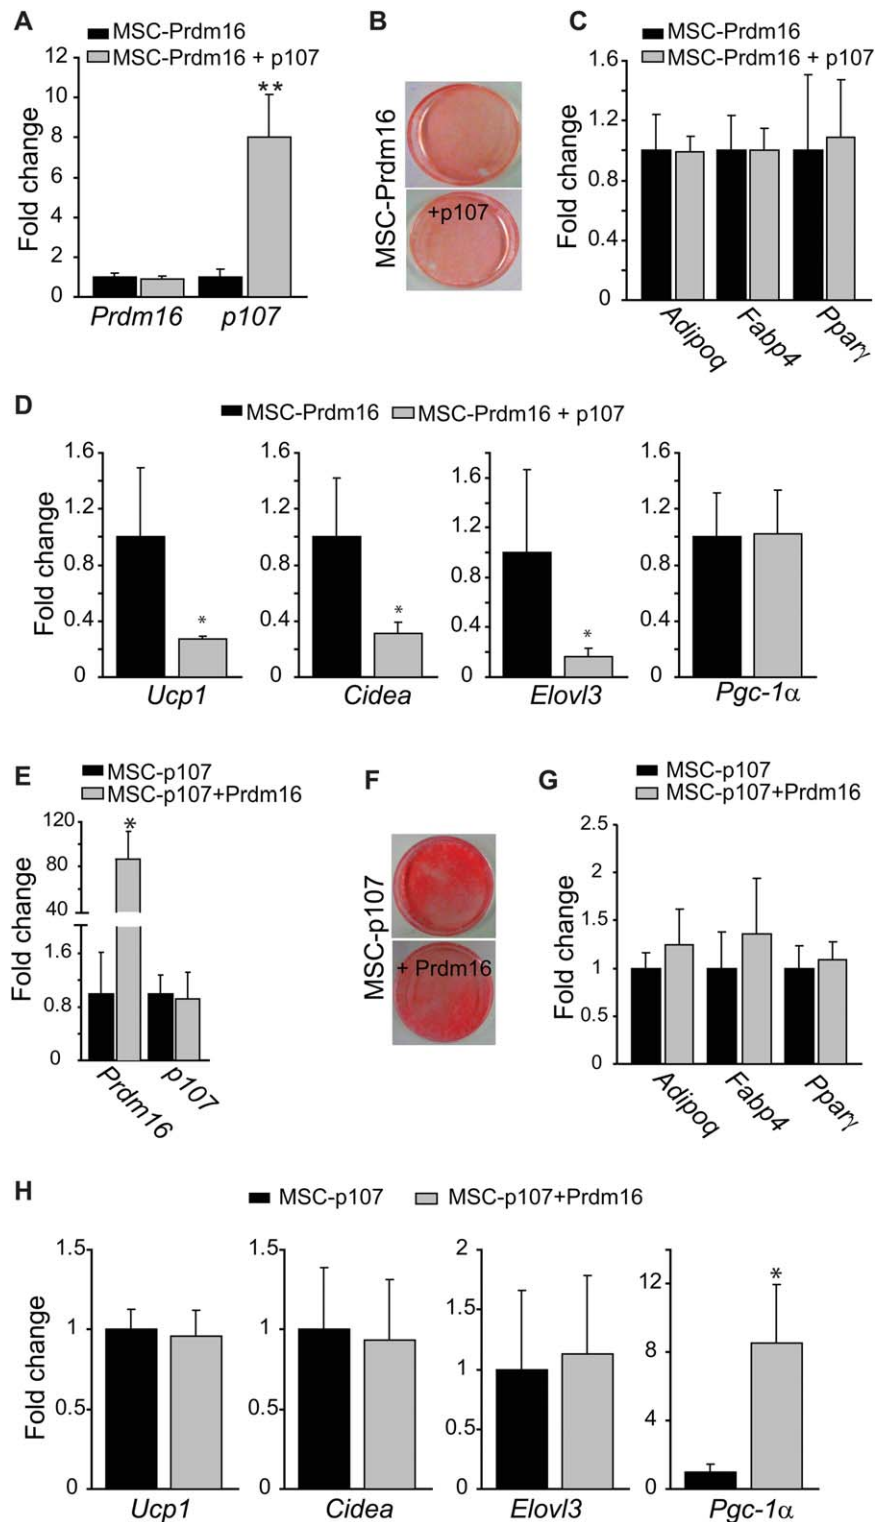 A
MSC-Prdm16
MSC-Prdm16 + p107
12
10
8
6
4
2
0
Fold change
**
Prdm16 p107
B
MSC-Prdm16
+p107
C
MSC-Prdm16
MSC-Prdm16 + p107
1.6
1.2
0.8
0.4
0
Fold change
Adipoq
Fabp4
Pparγ
D
MSC-Prdm16 MSC-Prdm16 + p107
Fold change
1.6
1.2
0.8
0.4
0
*
Ucp1
1.6
1.2
0.8
0.4
0
*
Cidea
1.6
1.2
0.8
0.4
0
*
Elovl3
1.6
1.2
0.8
0.4
0
Pgc-1α
E
MSC-p107
MSC-p107+Prdm16
Fold change Fold change
120
80
40
1.6
0.8
0
*
Prdm16
p107
F
MSC-p107
+ Prdm16
G
MSC-p107
MSC-p107+Prdm16
Fold change
2.5
2
1.5
1
0.5
0
Adipoq
Fabp4
Pparγ
H
MSC-p107 MSC-p107+Prdm16
Fold change
1.5
1
0.5
0
Ucp1
1.5
1
0.5
0
Cidea
2
1.5
1
0.5
0
Elovl3
12
8
4
0
*
Pgc-1α